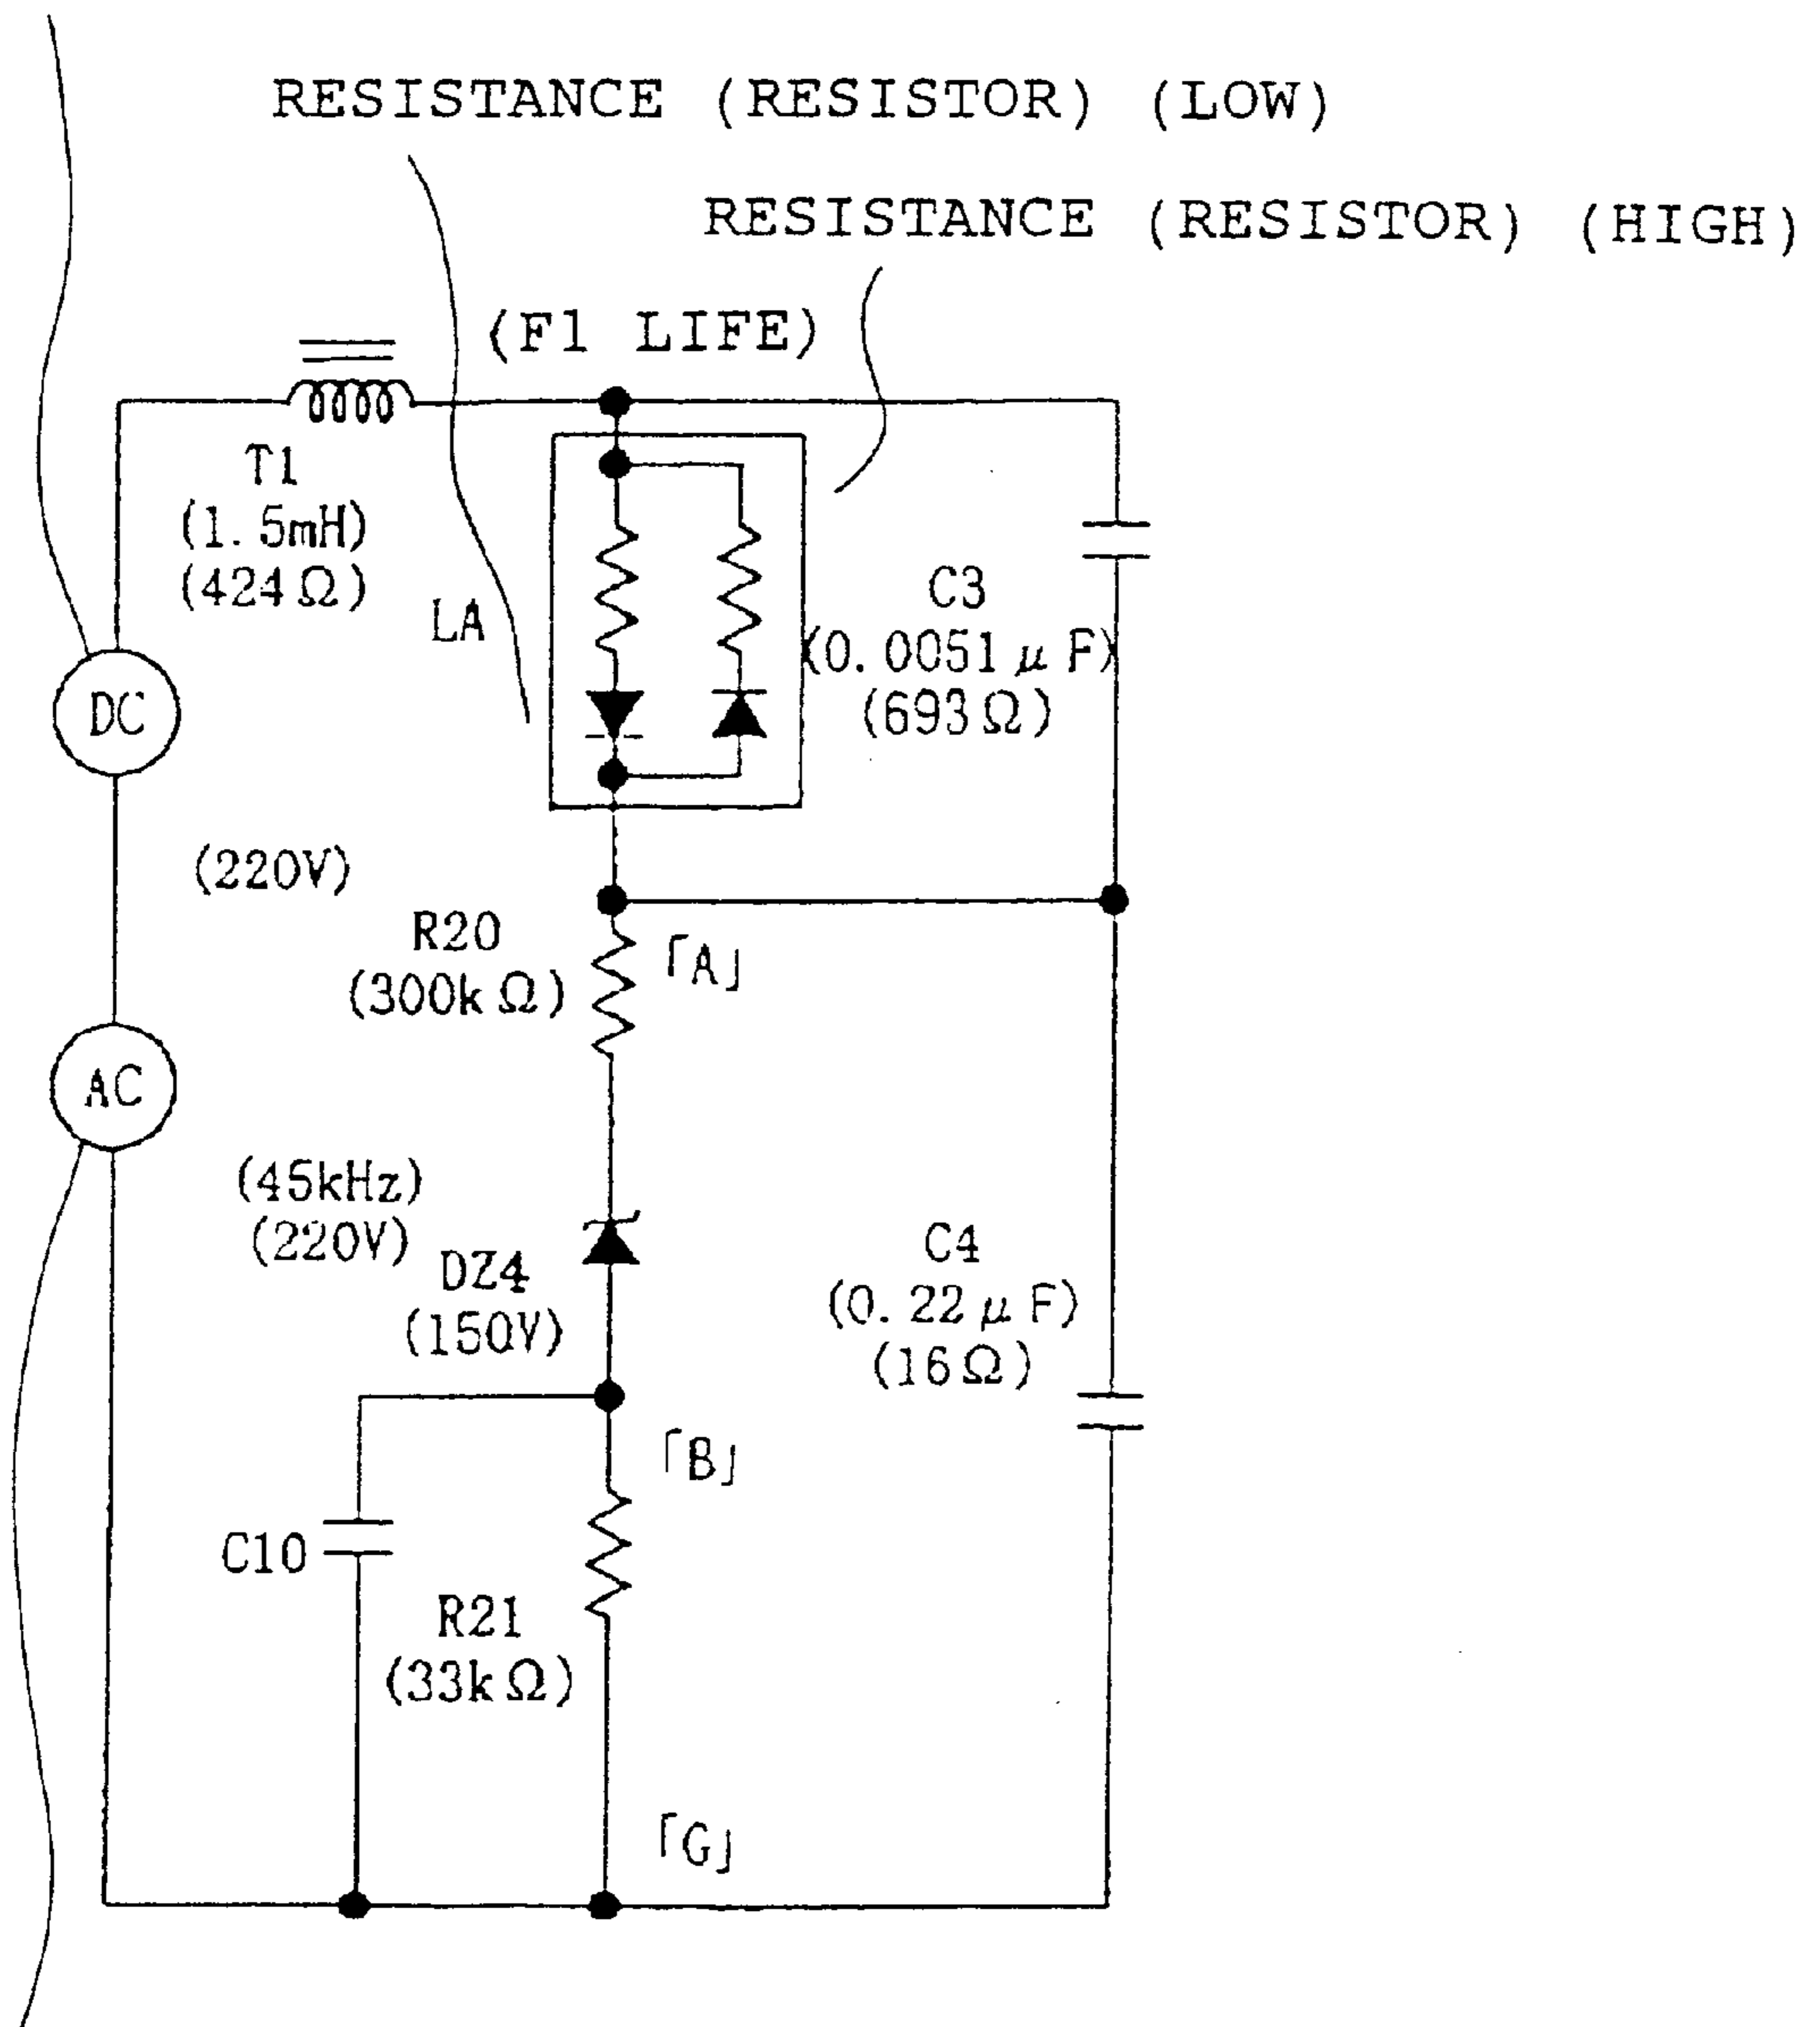 RESISTANCE (RESISTOR) (LOW)
RESISTANCE (RESISTOR) (HIGH)
(F1 LIFE)
T1
(1.5mH)
(424Ω)
LA
C3
(0.0051μF)
(693Ω)
DC
(220V)
R20
(300kΩ)
「A」
AC
(45kHz)
(220V)
DZ4
(150V)
C4
(0.22μF)
(16Ω)
「B」
C10
R21
(33kΩ)
「G」